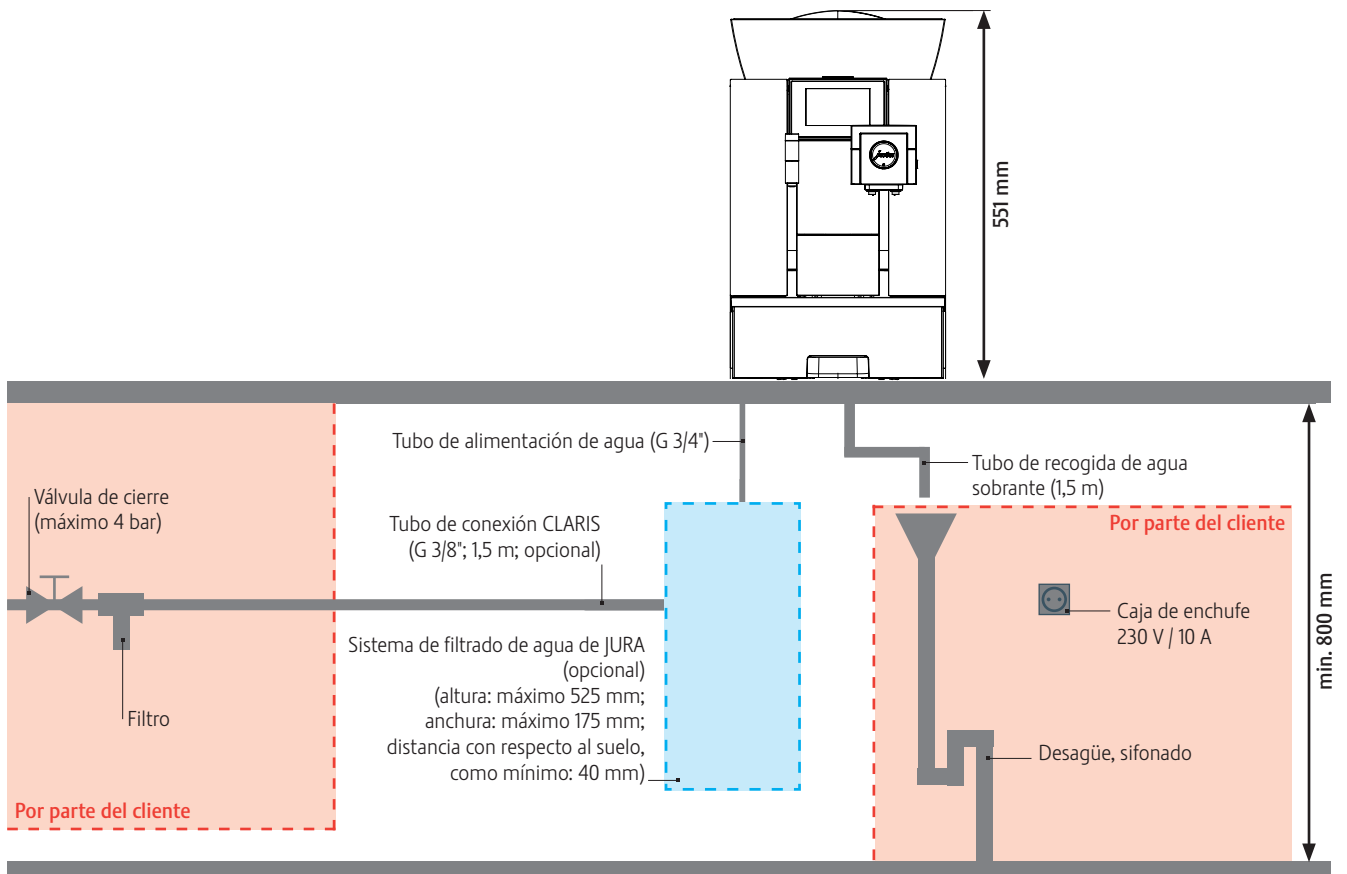 551 mm
Tubo de alimentación de agua (G 3/4")
Tubo de recogida de agua
sobrante (1,5 m)
Válvula de cierre
(máximo 4 bar)
Tubo de conexión CLARIS
(G 3/8"; 1,5 m; opcional)
Por parte del cliente
Caja de enchufe
230 V / 10 A
min. 800 mm
Sistema de filtrado de agua de JURA
(opcional)
(altura: máximo 525 mm;
anchura: máximo 175 mm;
distancia con respecto al suelo,
como mínimo: 40 mm)
Filtro
Desagüe, sifonado
Por parte del cliente